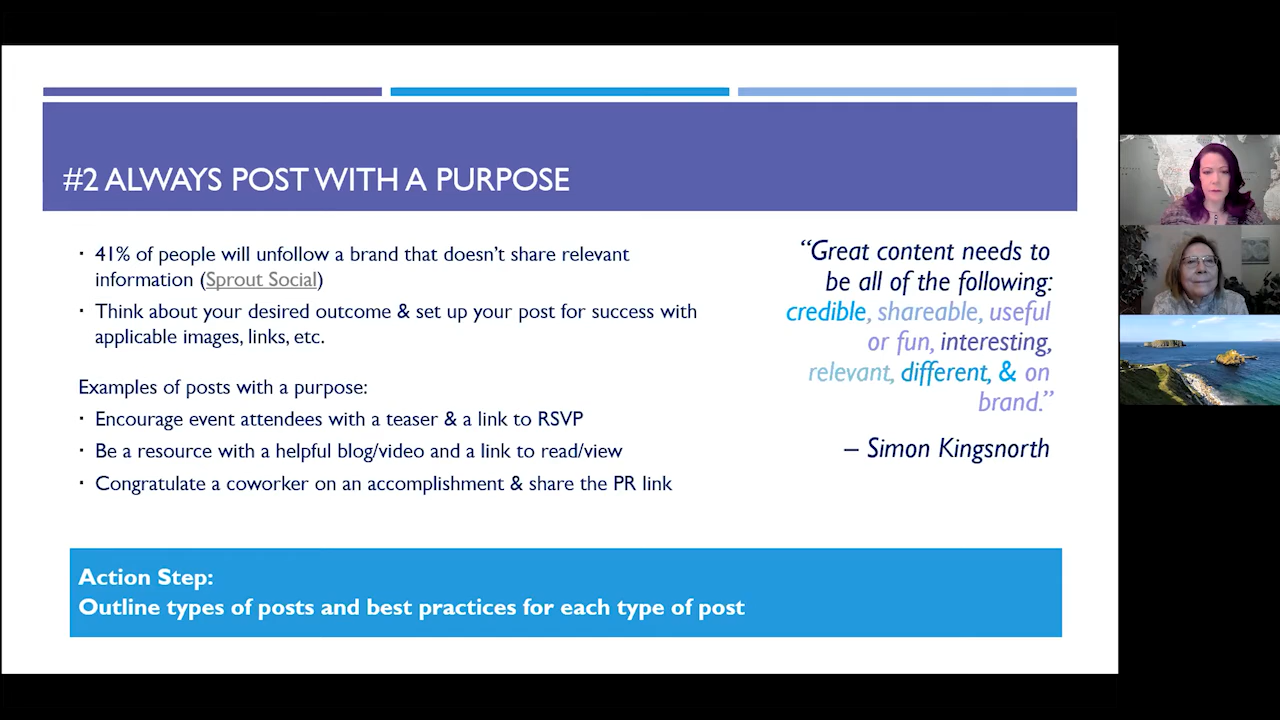 #2 ALWAYS POST WITH A PURPOSE
· 41% of people will unfollow a brand that doesn't share relevant
information (Sprout Social)
· Think about your desired outcome & set up your post for success with
applicable images, links, etc.
Examples of posts with a purpose:
· Encourage event attendees with a teaser & a link to RSVP
· Be a resource with a helpful blog/video and a link to read/view
· Congratulate a coworker on an accomplishment & share the PR link
“Great content needs to
be all of the following:
credible, shareable, useful
or fun, interesting,
relevant, different, & on
brand.”
– Simon Kingsnorth
Action Step:
Outline types of posts and best practices for each type of post